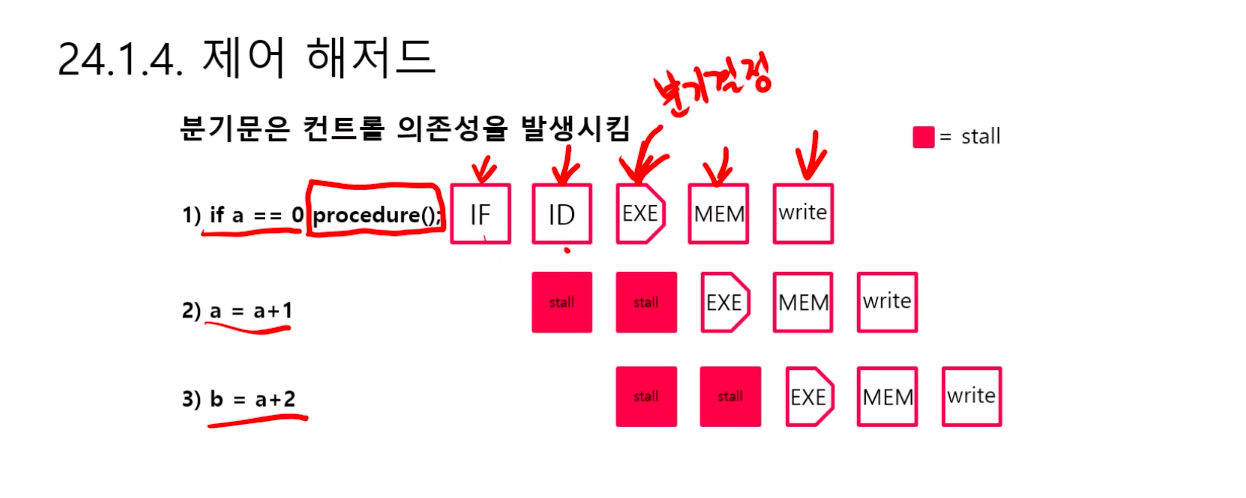 24.1.4. 제어 해저드
분기결정
분기문은 컨트롤 의존성을 발생시킴
= stall
1) if a == 0 procedure(); IF ID EXE MEM write
2) a = a+1 stall stall EXE MEM write
3) b = a+2 stall stall EXE MEM write